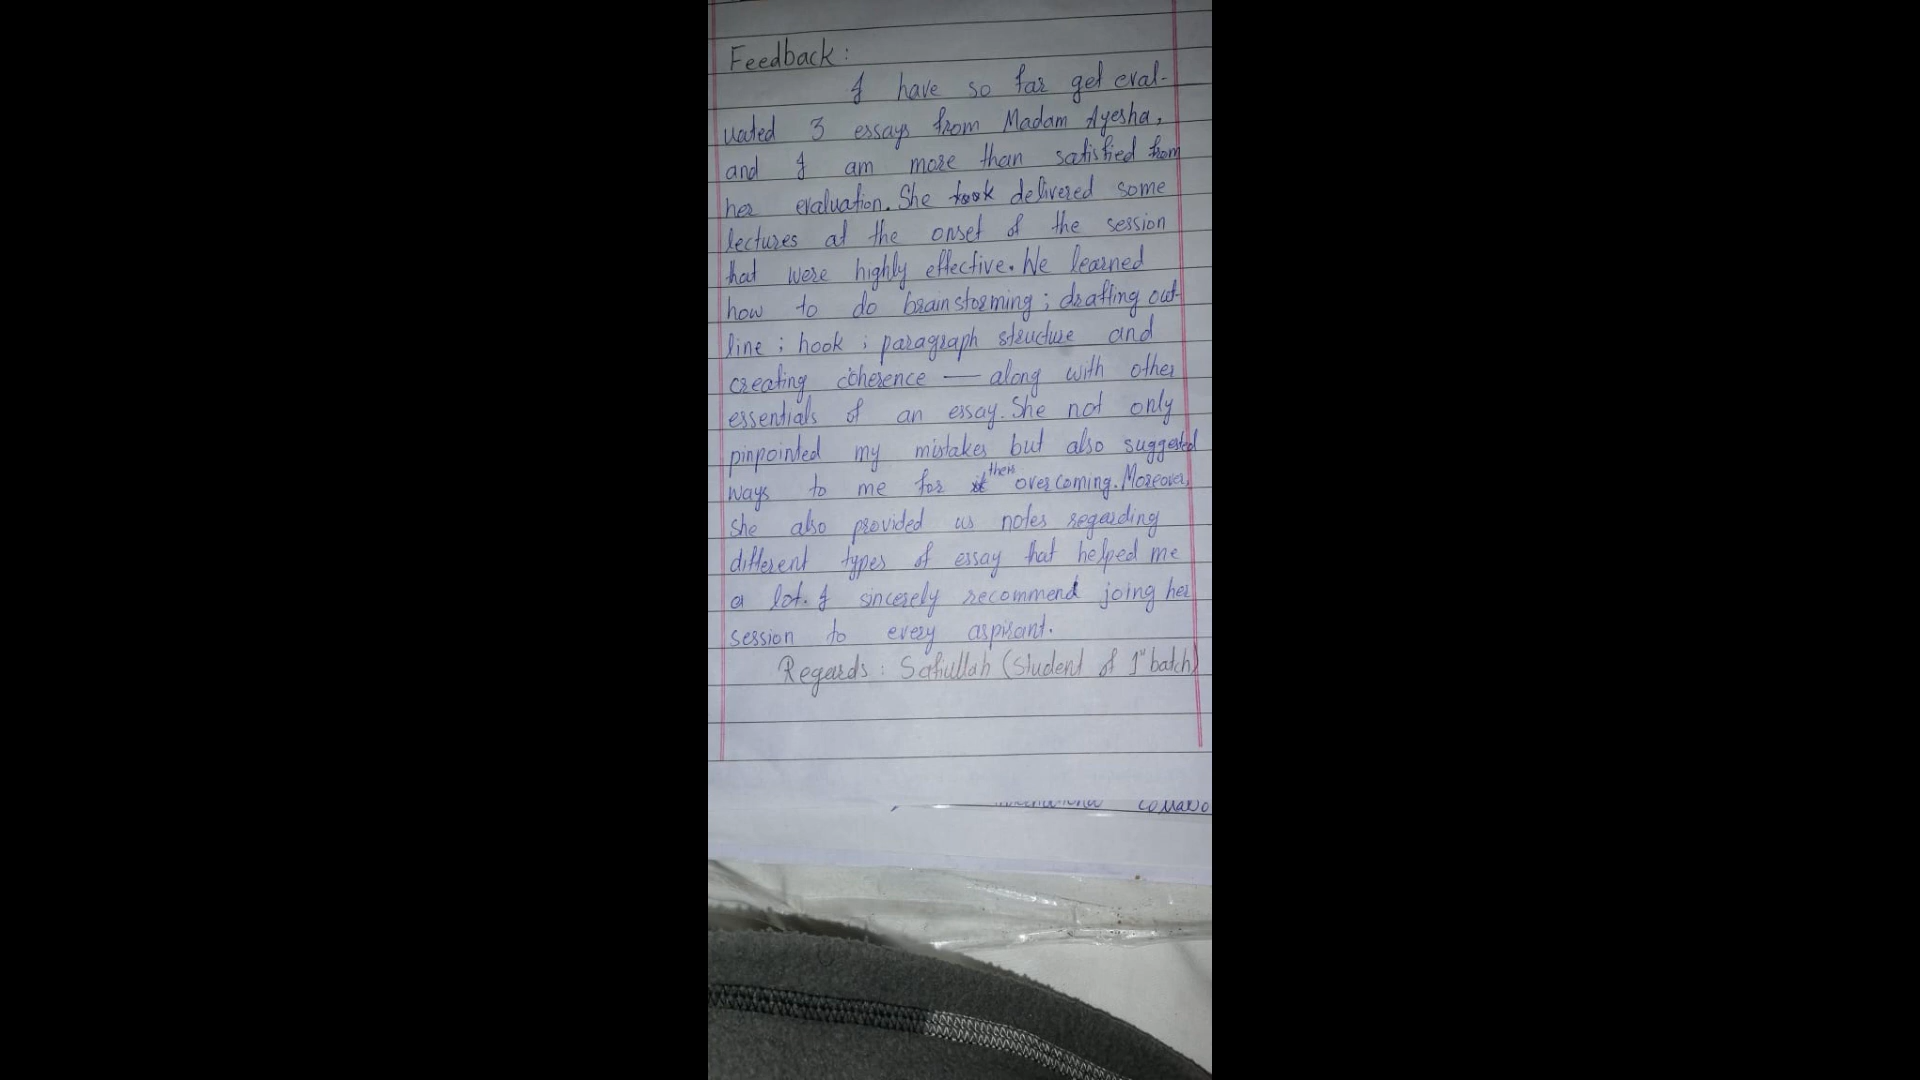 Feedback:
I have so far get eval-
uated 3 essays from Madam Ayesha,
and I am more than satisfied from
her evaluation. She took delivered some
lectures at the onset of the session
that were highly effective. We learned
how to do brainstorming; drafting out-
line; hook; paragraph structure and
creating coherence — along with other
essentials of an essay. She not only
pinpointed my mistakes but also suggested
ways to me for their overcoming. Moreover,
she also provided us notes regarding
different types of essay that helped me
a lot. I sincerely recommend joing her
session to every aspirant.
Regards: Safiullah (Student of 1st batch)